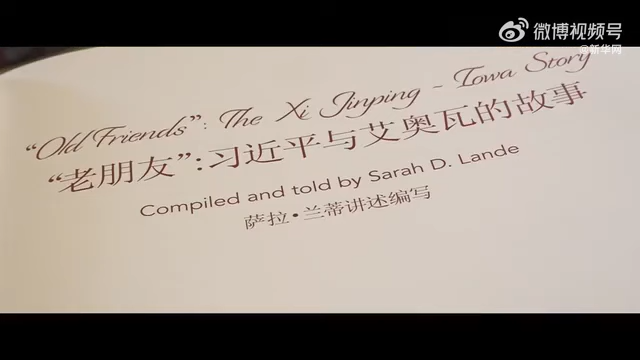 微博视频号
@新华网
“Old Friends”: The Xi Jinping - Iowa Story
“老朋友”:习近平与艾奥瓦的故事
Compiled and told by Sarah D. Lande
萨拉·兰蒂讲述编写